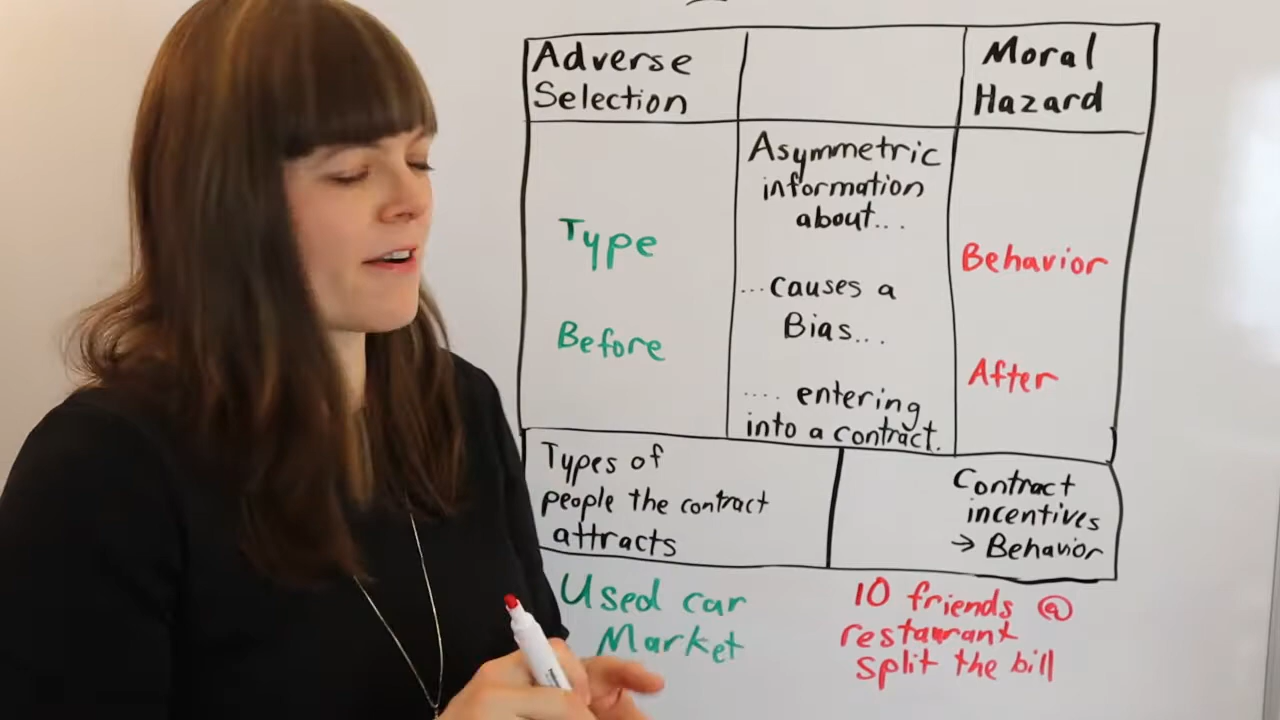 Adverse
Selection
Moral
Hazard
Type
Before
Asymmetric
information
about...
...causes a
Bias...
.... entering
into a contract.
Behavior
After
Types of
people the contract
attracts
Contract
incentives
→ Behavior
Used car
Market
10 friends @
restaurant
split the bill